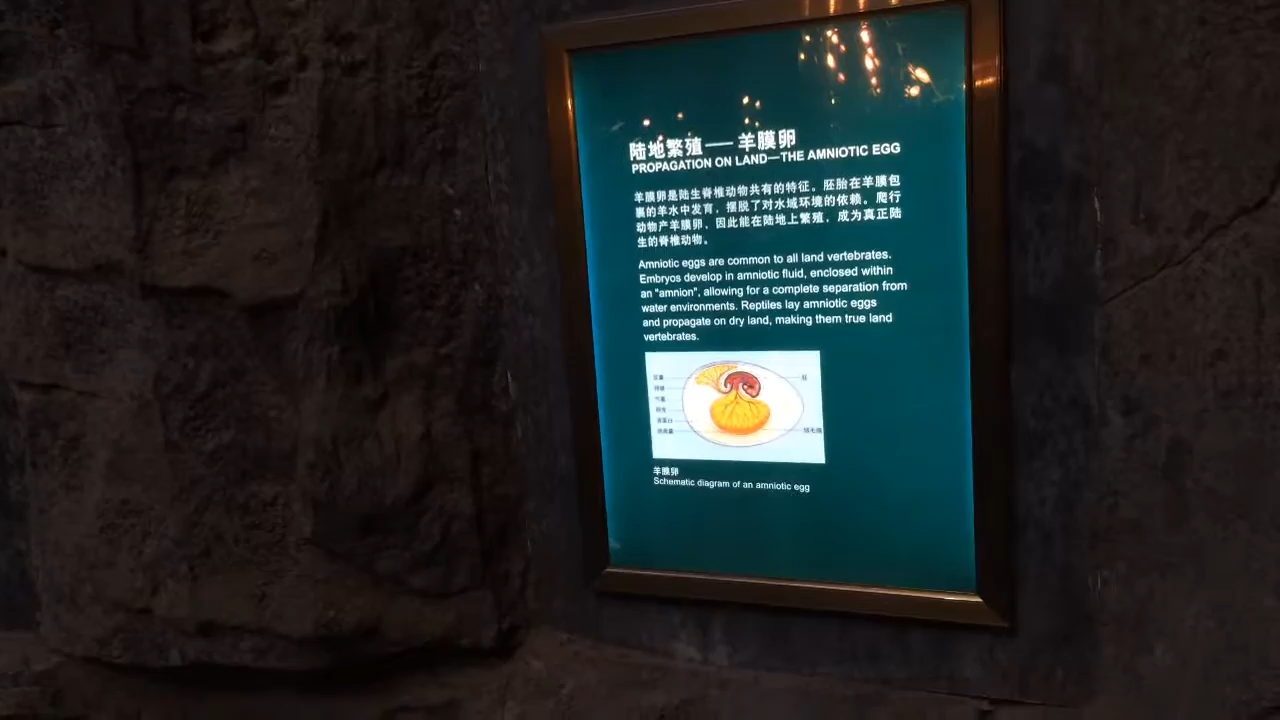 陆地繁殖——羊膜卵
PROPAGATION ON LAND—THE AMNIOTIC EGG
羊膜卵是陆生脊椎动物共有的特征。胚胎在羊膜包
裹的羊水中发育，摆脱了对水域环境的依赖。爬行
动物产羊膜卵，因此能在陆地上繁殖，成为真正陆
生的脊椎动物。
Amniotic eggs are common to all land vertebrates.
Embryos develop in amniotic fluid, enclosed within
an "amnion", allowing for a complete separation from
water environments. Reptiles lay amniotic eggs
and propagate on dry land, making them true land
vertebrates.
羊膜卵
Schematic diagram of an amniotic egg